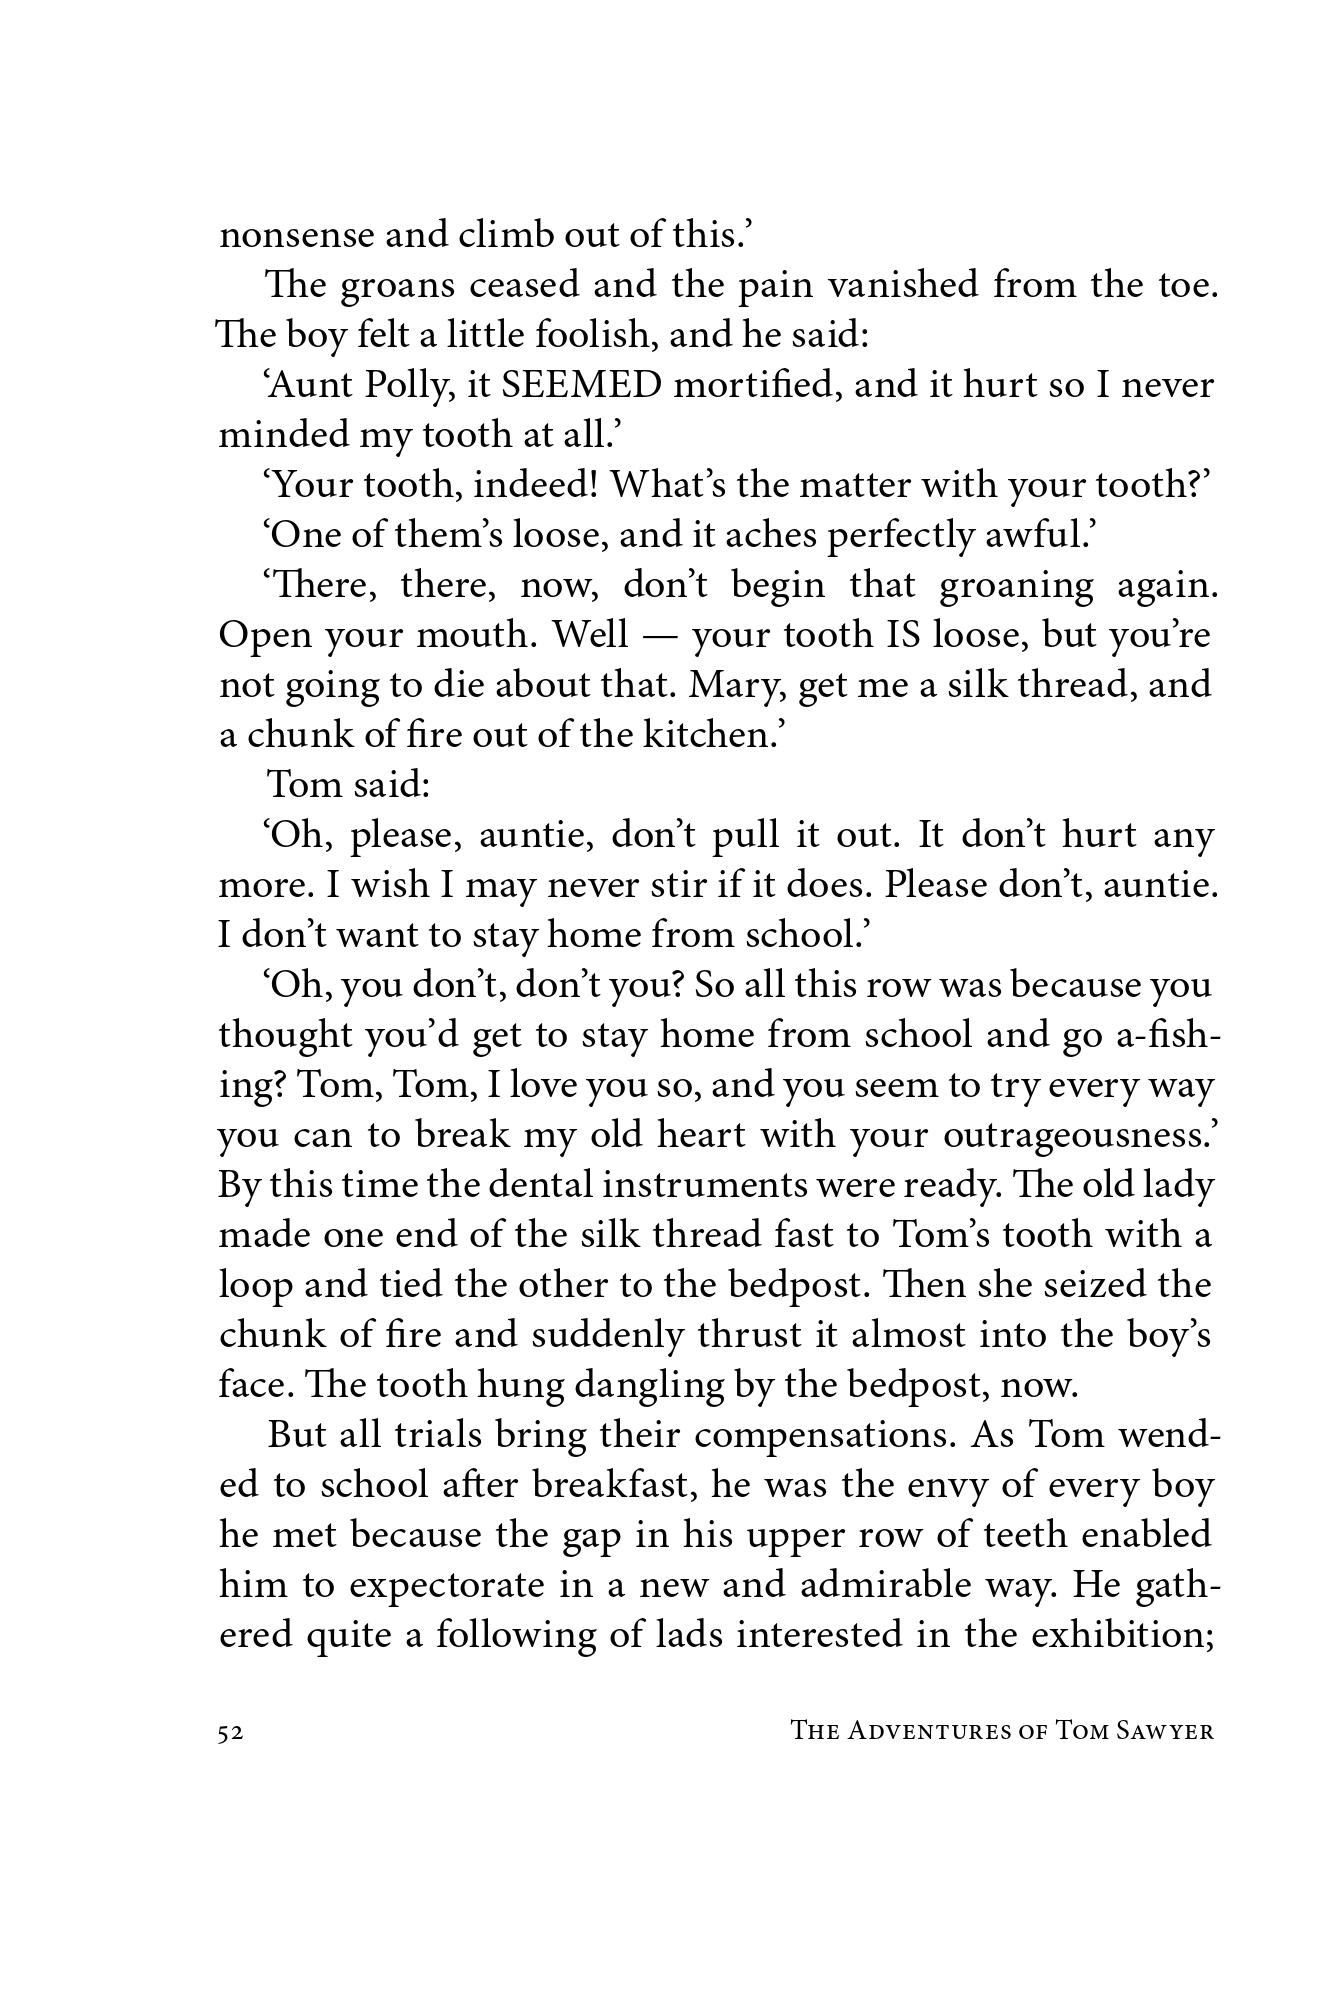 nonsense and climb out of this.’
The groans ceased and the pain vanished from the toe.
The boy felt a little foolish, and he said:
‘Aunt Polly, it SEEMED mortified, and it hurt so I never
minded my tooth at all.’
‘Your tooth, indeed! What’s the matter with your tooth?’
‘One of them’s loose, and it aches perfectly awful.’
‘There, there, now, don’t begin that groaning again.
Open your mouth. Well — your tooth IS loose, but you’re
not going to die about that. Mary, get me a silk thread, and
a chunk of fire out of the kitchen.’
Tom said:
‘Oh, please, auntie, don’t pull it out. It don’t hurt any
more. I wish I may never stir if it does. Please don’t, auntie.
I don’t want to stay home from school.’
‘Oh, you don’t, don’t you? So all this row was because you
thought you’d get to stay home from school and go a-fish-
ing? Tom, Tom, I love you so, and you seem to try every way
you can to break my old heart with your outrageousness.’
By this time the dental instruments were ready. The old lady
made one end of the silk thread fast to Tom’s tooth with a
loop and tied the other to the bedpost. Then she seized the
chunk of fire and suddenly thrust it almost into the boy’s
face. The tooth hung dangling by the bedpost, now.
But all trials bring their compensations. As Tom wend-
ed to school after breakfast, he was the envy of every boy
he met because the gap in his upper row of teeth enabled
him to expectorate in a new and admirable way. He gath-
ered quite a following of lads interested in the exhibition;
52 The Adventures of Tom Sawyer